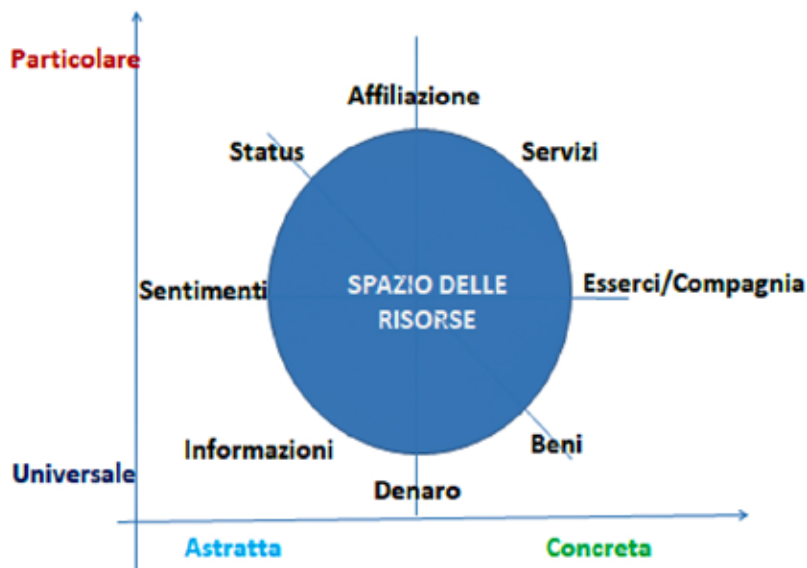 Particolare
Affiliazione
Status
Servizi
Sentimenti
SPAZIO DELLE
RISORSE
Esserci/Compagnia
Informazioni
Beni
Universale
Denaro
Astratta
Concreta